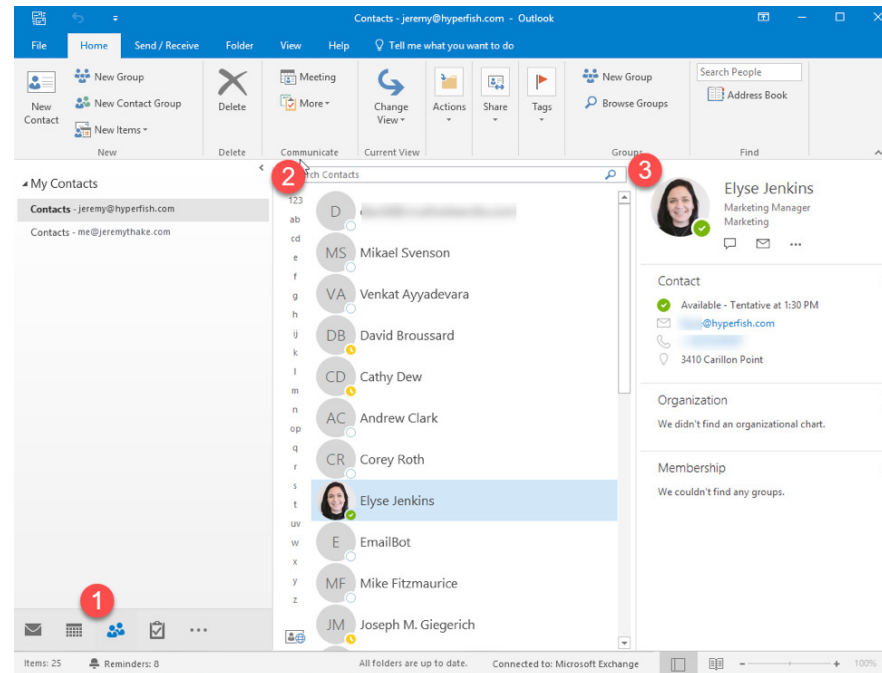 Contacts - jeremy@hyperfish.com - Outlook
File Home Send / Receive Folder View Help Tell me what you want to do
New Contact
New Group
New Contact Group
New Items
New
Delete
Delete
Meeting
More
Communicate
Change View
Current View
Actions
Share
Tags
New Group
Browse Groups
Groups
Search People
Address Book
Find
My Contacts
Contacts - jeremy@hyperfish.com
Contacts - me@jeremythake.com
1
2
ch Contacts
123
ab
cd
e
f
g
h
ij
k
l
m
n
op
q
r
s
t
uv
w
x
y
z
D
MS Mikael Svenson
VA Venkat Ayyadevara
DB David Broussard
CD Cathy Dew
AC Andrew Clark
CR Corey Roth
Elyse Jenkins
E EmailBot
MF Mike Fitzmaurice
JM Joseph M. Giegerich
3
Elyse Jenkins
Marketing Manager
Marketing
Contact
Available - Tentative at 1:30 PM
@hyperfish.com
3410 Carillon Point
Organization
We didn't find an organizational chart.
Membership
We couldn't find any groups.
Items: 25 Reminders: 8 All folders are up to date. Connected to: Microsoft Exchange 100%